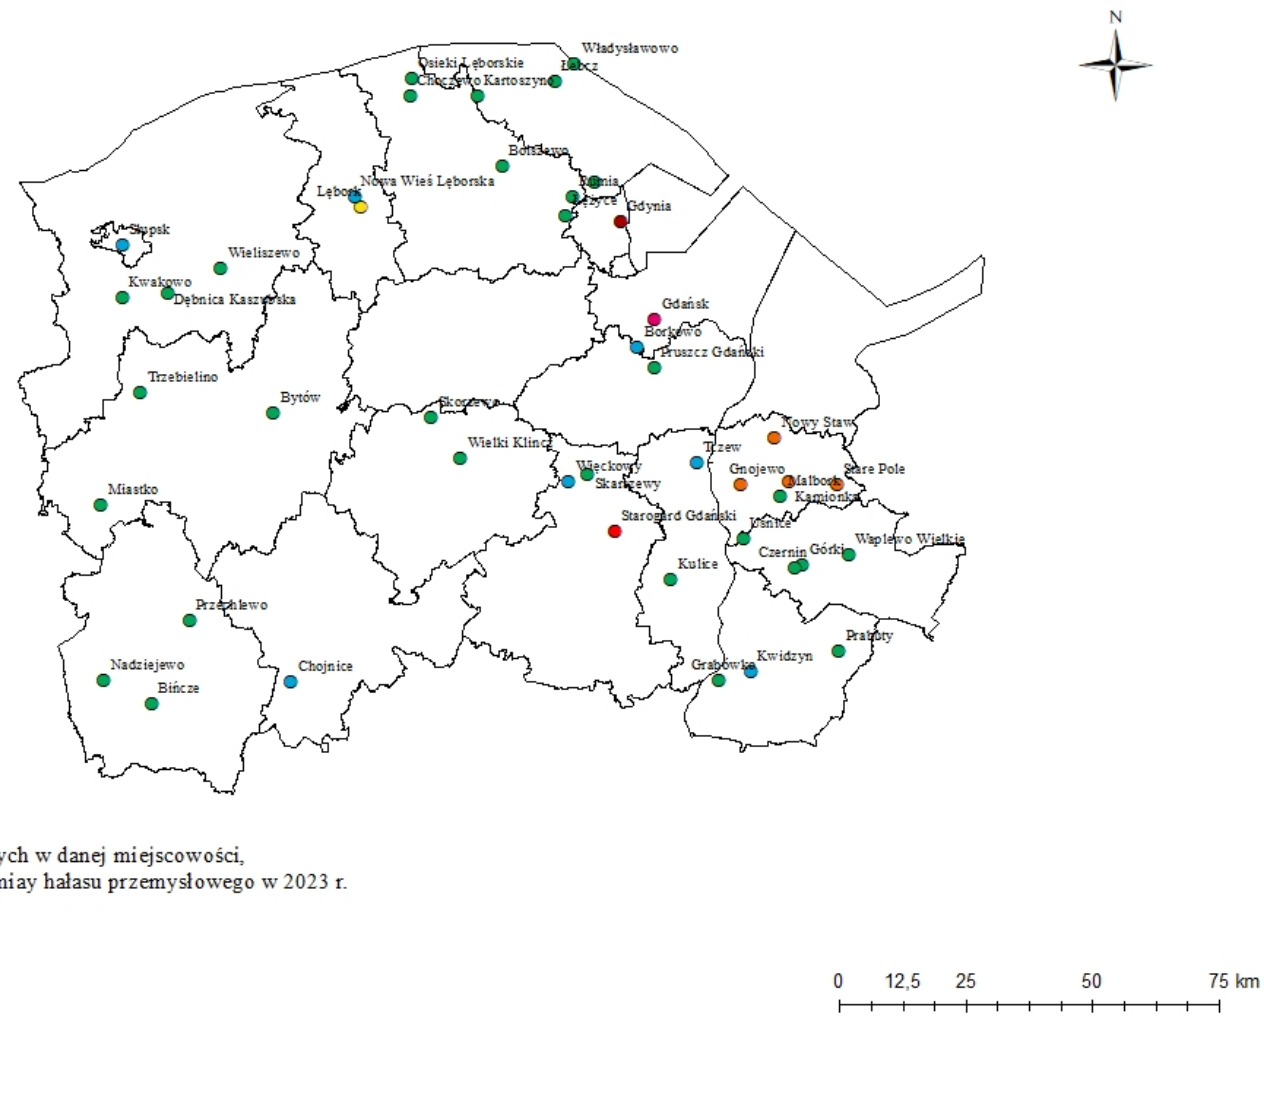 N
Władysławowo
Osieki Lęborskie
Łebcz
Choczewo
Kartoszyno
Bolszewo
Nowa Wieś Lęborska
Rumia
Lębork
Łężyce
Gdynia
Słupsk
Wieliszewo
Kwakowo
Dębnica Kaszubska
Gdańsk
Borkowo
Pruszcz Gdański
Trzebielino
Bytów
Skorzewo
Nowy Staw
Wielki Klincz
Tczew
Więckowy
Gnojewo
Stare Pole
Skarszewy
Malbork
Miastko
Kamionka
Starogard Gdański
Uśnice
Waplewo Wielkie
Czernin
Górki
Kulice
Przechlewo
Prabuty
Kwidzyn
Nadziejewo
Chojnice
Grabówko
Bińcze
ych w danej miejscowości,
miay hałasu przemysłowego w 2023 r.
0 12,5 25 50 75 km